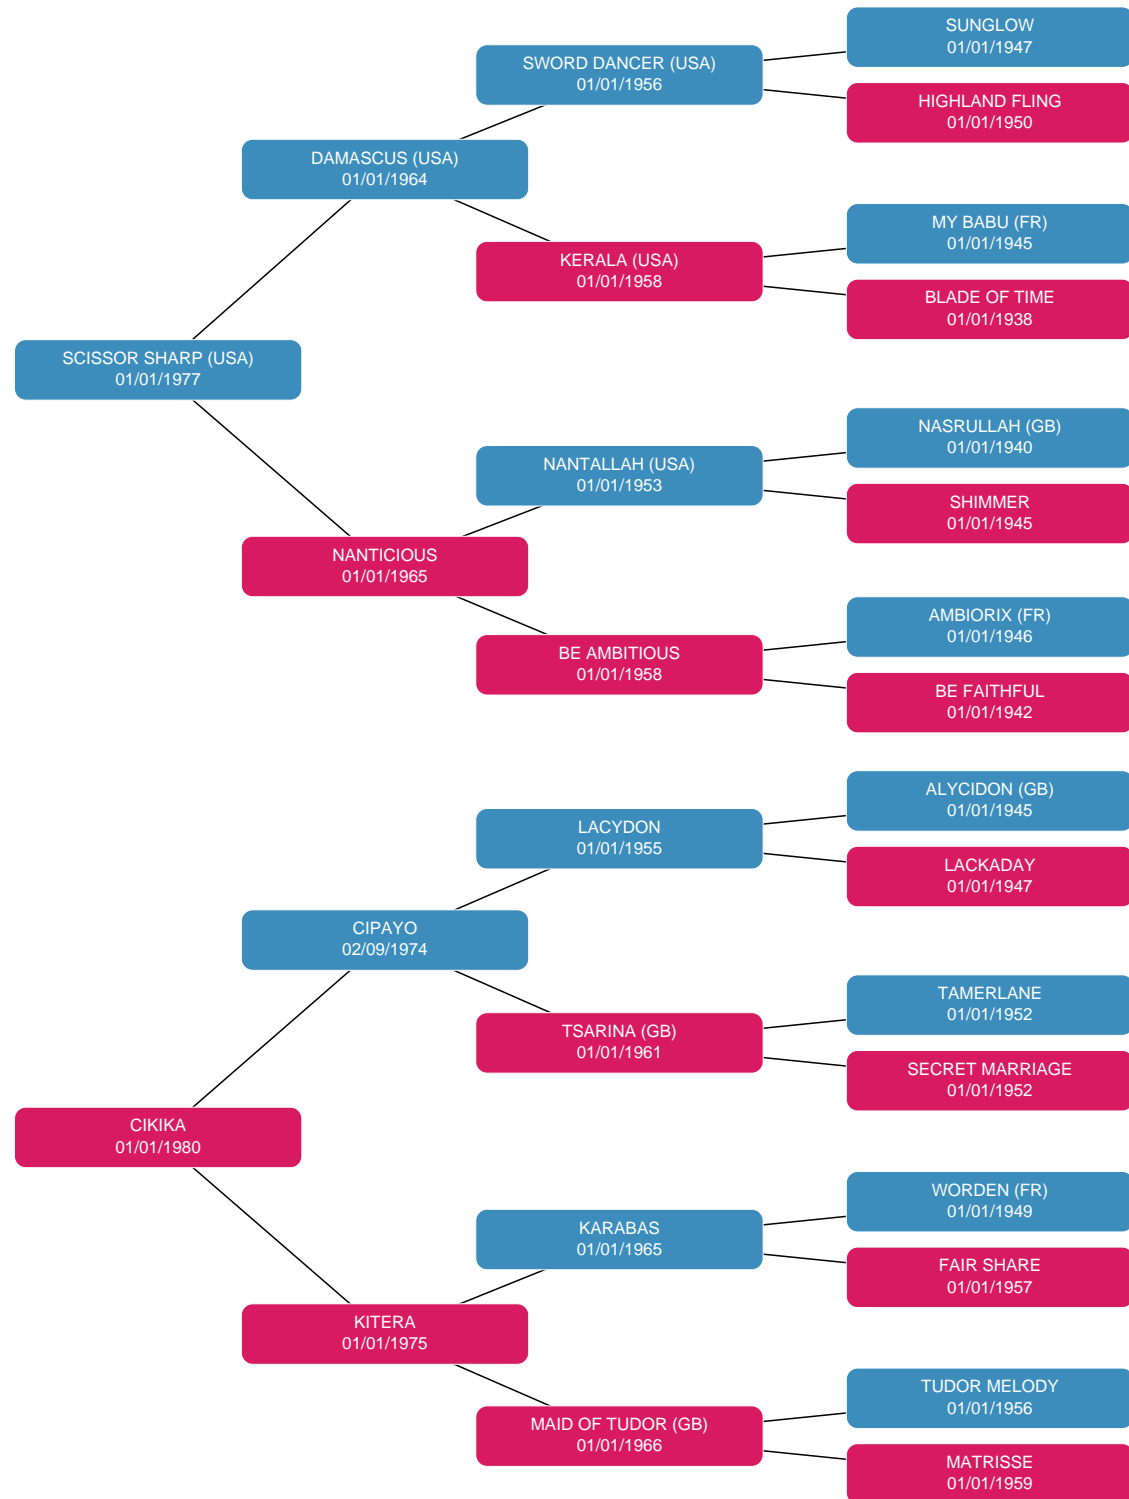 SUNGLOW
01/01/1947
SWORD DANCER (USA)
01/01/1956
HIGHLAND FLING
01/01/1950
DAMASCUS (USA)
01/01/1964
MY BABU (FR)
01/01/1945
KERALA (USA)
01/01/1958
BLADE OF TIME
01/01/1938
SCISSOR SHARP (USA)
01/01/1977
NASRULLAH (GB)
01/01/1940
NANTALLAH (USA)
01/01/1953
SHIMMER
01/01/1945
NANTICIOUS
01/01/1965
AMBIORIX (FR)
01/01/1946
BE AMBITIOUS
01/01/1958
BE FAITHFUL
01/01/1942
ALYCIDON (GB)
01/01/1945
LACYDON
01/01/1955
LACKADAY
01/01/1947
CIPAYO
02/09/1974
TAMERLANE
01/01/1952
TSARINA (GB)
01/01/1961
SECRET MARRIAGE
01/01/1952
CIKIKA
01/01/1980
WORDEN (FR)
01/01/1949
KARABAS
01/01/1965
FAIR SHARE
01/01/1957
KITERA
01/01/1975
TUDOR MELODY
01/01/1956
MAID OF TUDOR (GB)
01/01/1966
MATRISSE
01/01/1959